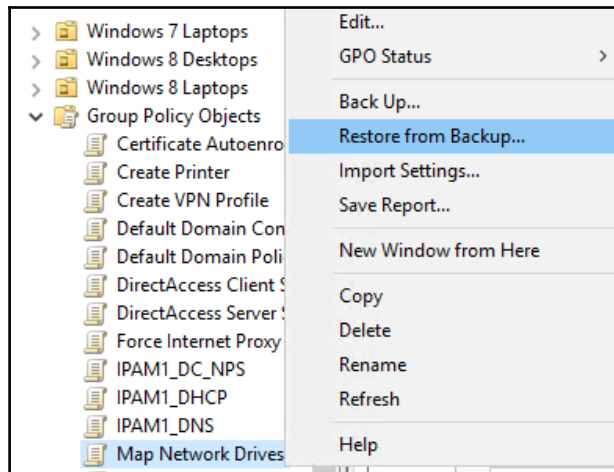 Windows 7 Laptops
Windows 8 Desktops
Windows 8 Laptops
Group Policy Objects
Certificate Autoenro
Create Printer
Create VPN Profile
Default Domain Con
Default Domain Poli
DirectAccess Client S
DirectAccess Server S
Force Internet Proxy
IPAM1_DC_NPS
IPAM1_DHCP
IPAM1_DNS
Map Network Drives
Edit...
GPO Status
Back Up...
Restore from Backup...
Import Settings...
Save Report...
New Window from Here
Copy
Delete
Rename
Refresh
Help